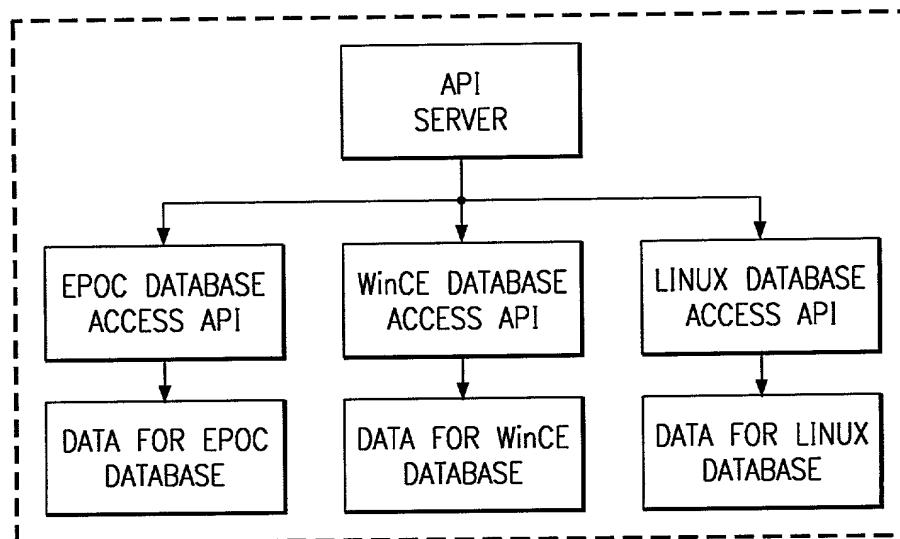 API
SERVER
EPOC DATABASE
ACCESS API
WinCE DATABASE
ACCESS API
LINUX DATABASE
ACCESS API
DATA FOR EPOC
DATABASE
DATA FOR WinCE
DATABASE
DATA FOR LINUX
DATABASE